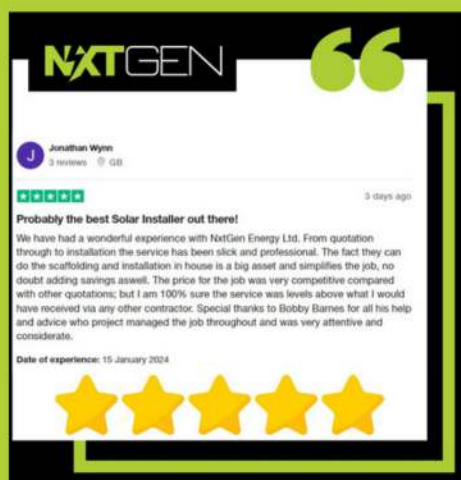 NXTGEN
J
Jonathan Wynn
3 reviews GB
3 days ago
Probably the best Solar Installer out there!
We have had a wonderful experience with NxtGen Energy Ltd. From quotation
through to installation the service has been slick and professional. The fact they can
do the scaffolding and installation in house is a big asset and simplifies the job, no
doubt adding savings aswell. The price for the job was very competitive compared
with other quotations; but I am 100% sure the service was levels above what I would
have received via any other contractor. Special thanks to Bobby Barnes for all his help
and advice who project managed the job throughout and was very attentive and
considerate.
Date of experience: 15 January 2024